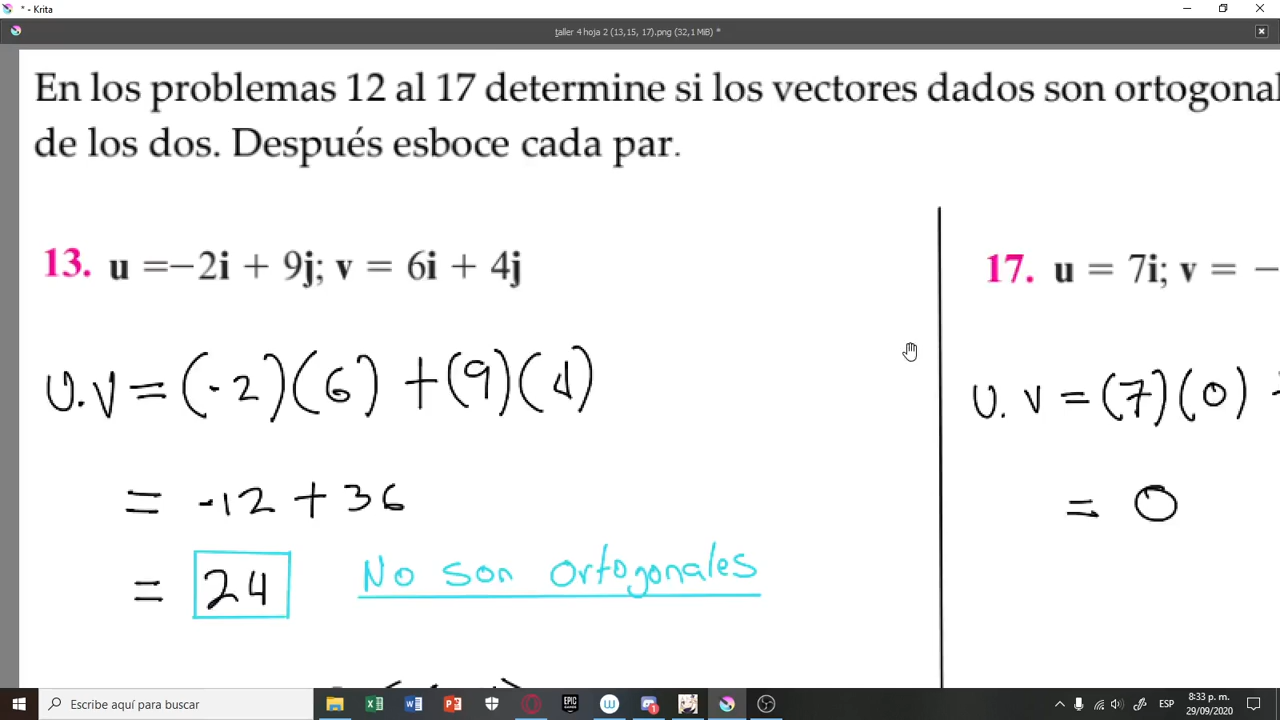 * - Krita
taller 4 hoja 2 (13,15, 17).png (32,1 MiB) *
En los problemas 12 al 17 determine si los vectores dados son ortogonal
de los dos. Después esboce cada par.
13. u =−2i + 9j; v = 6i + 4j
U.V = (-2)(6) + (9)(4)
= -12 + 36
= 24 No son Ortogonales
17. u = 7i; v = −
U. V = (7)(0)
= 0
Escribe aquí para buscar
ESP
8:33 p. m.
29/09/2020